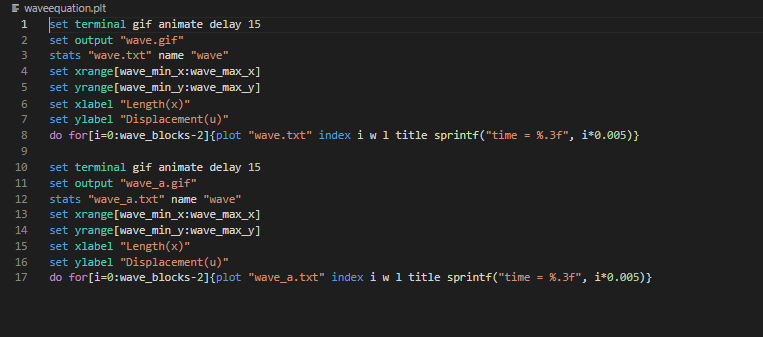 waveequation.plt
1 set terminal gif animate delay 15
2 set output "wave.gif"
3 stats "wave.txt" name "wave"
4 set xrange[wave_min_x:wave_max_x]
5 set yrange[wave_min_y:wave_max_y]
6 set xlabel "Length(x)"
7 set ylabel "Displacement(u)"
8 do for[i=0:wave_blocks-2]{plot "wave.txt" index i w l title sprintf("time = %.3f", i*0.005)}
9
10 set terminal gif animate delay 15
11 set output "wave_a.gif"
12 stats "wave_a.txt" name "wave"
13 set xrange[wave_min_x:wave_max_x]
14 set yrange[wave_min_y:wave_max_y]
15 set xlabel "Length(x)"
16 set ylabel "Displacement(u)"
17 do for[i=0:wave_blocks-2]{plot "wave_a.txt" index i w l title sprintf("time = %.3f", i*0.005)}